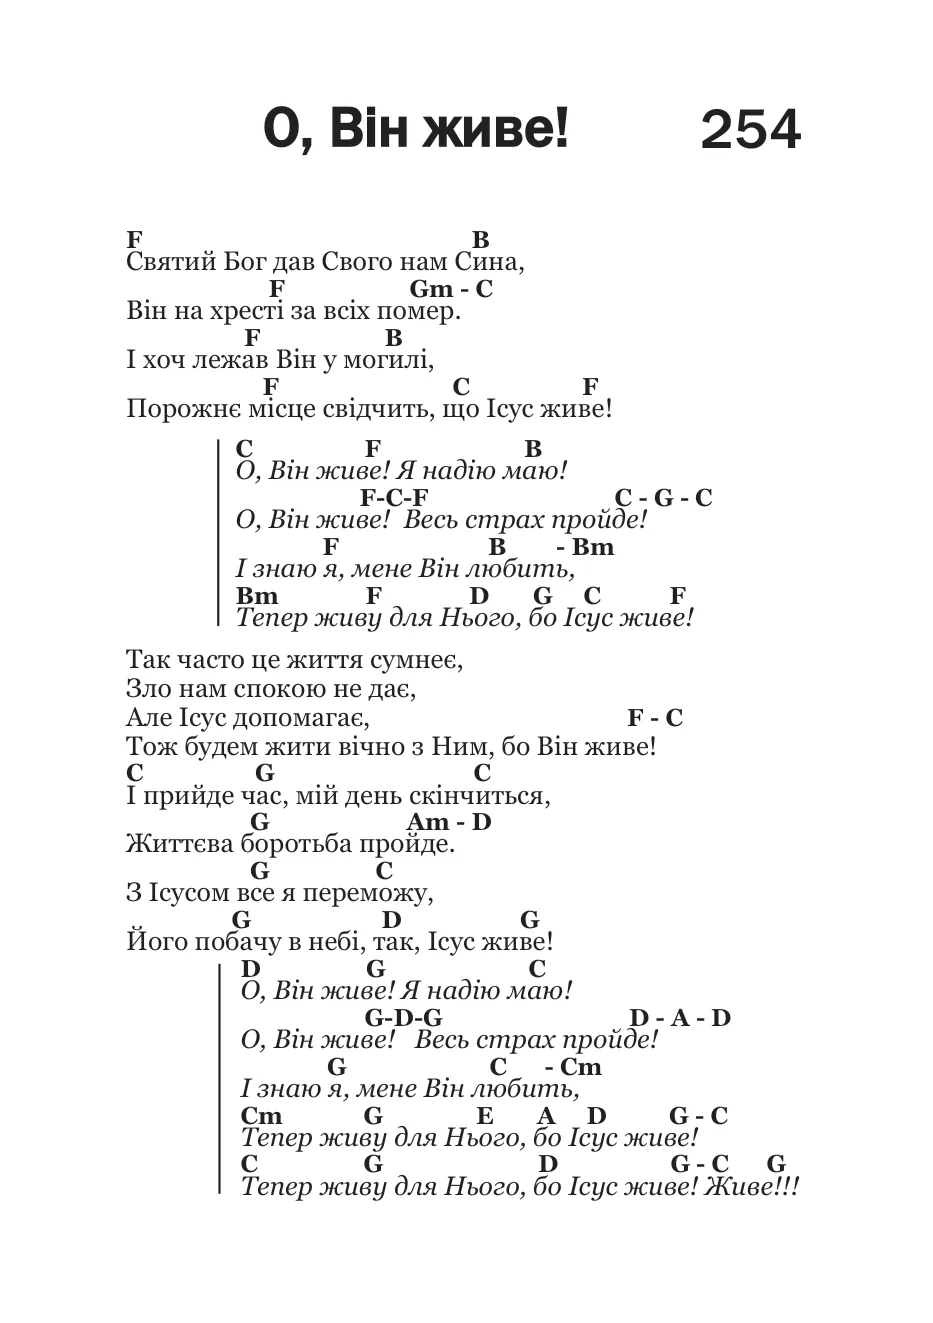 О, Він живе! 254
F B
Святий Бог дав Свого нам Сина,
F Gm - C
Він на хресті за всіх помер.
F B
І хоч лежав Він у могилі,
F C F
Порожнє місце свідчить, що Ісус живе!
C F B
О, Він живе! Я надію маю!
F-C-F C - G - C
О, Він живе! Весь страх пройде!
F B - Bm
І знаю я, мене Він любить,
Bm F D G C F
Тепер живу для Нього, бо Ісус живе!
Так часто це життя сумнеє,
Зло нам спокою не дає,
Але Ісус допомагає, F - C
Тож будем жити вічно з Ним, бо Він живе!
C G C
І прийде час, мій день скінчиться,
G Am - D
Життєва боротьба пройде.
G C
З Ісусом все я переможу,
G D G
Його побачу в небі, так, Ісус живе!
D G C
О, Він живе! Я надію маю!
G-D-G D - A - D
О, Він живе! Весь страх пройде!
G C - Cm
І знаю я, мене Він любить,
Cm G E A D G - C
Тепер живу для Нього, бо Ісус живе!
C G D G - C G
Тепер живу для Нього, бо Ісус живе! Живе!!!